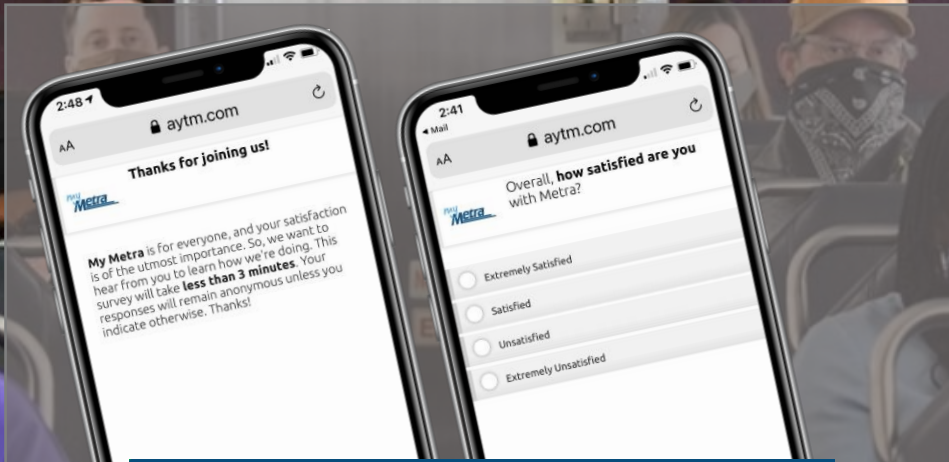 2:48
AA
aytm.com
Thanks for joining us!
my
Metra
My Metra is for everyone, and your satisfaction
is of the utmost importance. So, we want to
hear from you to learn how we're doing. This
survey will take less than 3 minutes. Your
responses will remain anonymous unless you
indicate otherwise. Thanks!
2:41
Mail
AA
aytm.com
Overall, how satisfied are you
with Metra?
my
Metra
Extremely Satisfied
Satisfied
Unsatisfied
Extremely Unsatisfied